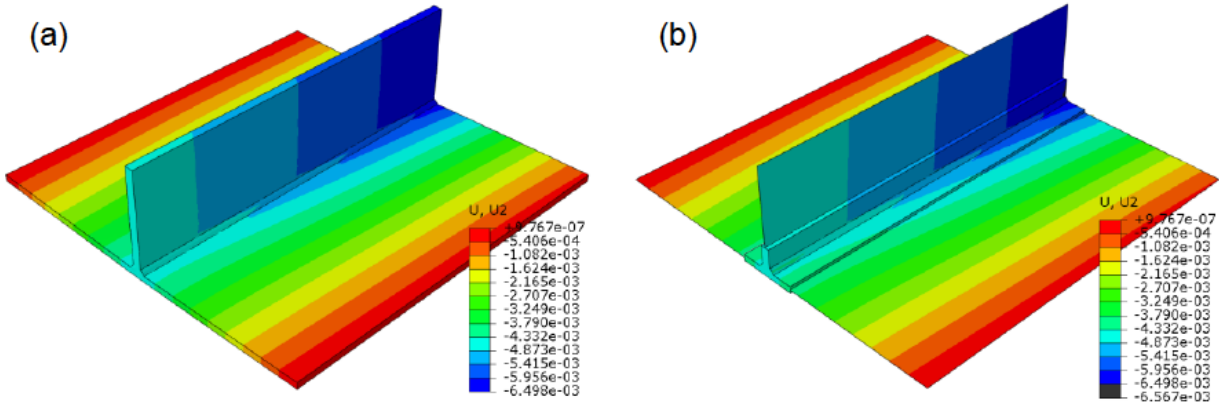 (a)
U, U2
+9.767e-07
-5.406e-04
-1.082e-03
-1.624e-03
-2.165e-03
-2.707e-03
-3.249e-03
-3.790e-03
-4.332e-03
-4.873e-03
-5.415e-03
-5.956e-03
-6.498e-03
(b)
U, U2
+9.767e-07
-5.406e-04
-1.082e-03
-1.624e-03
-2.165e-03
-2.707e-03
-3.249e-03
-3.790e-03
-4.332e-03
-4.873e-03
-5.415e-03
-5.956e-03
-6.498e-03
-6.567e-03